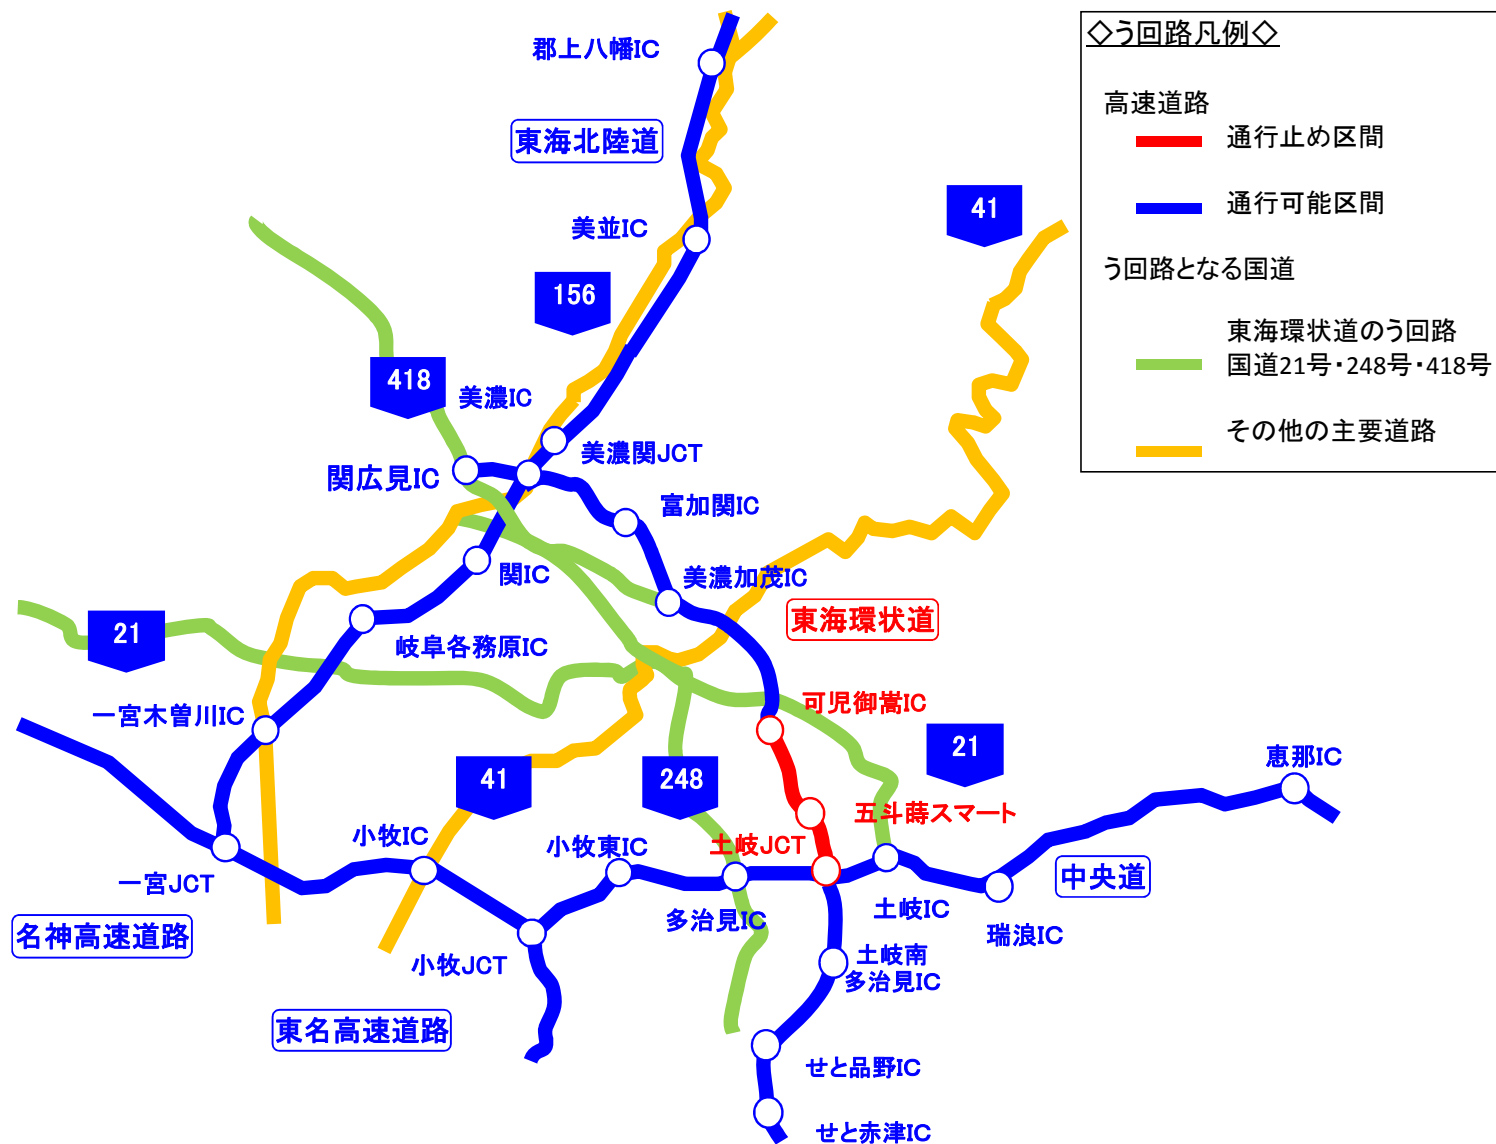 ◇う回路凡例◇
高速道路
通行止め区間
通行可能区間
う回路となる国道
東海環状道のう回路
国道21号・248号・418号
その他の主要道路
郡上八幡IC
東海北陸道
美並IC
41
156
418
美濃IC
美濃関JCT
関広見IC
富加関IC
関IC
美濃加茂IC
東海環状道
21
岐阜各務原IC
可児御嵩IC
一宮木曽川IC
21
恵那IC
41
248
五斗蒔スマート
小牧IC
小牧東IC
土岐JCT
一宮JCT
中央道
多治見IC
土岐IC
瑞浪IC
名神高速道路
小牧JCT
土岐南
多治見IC
東名高速道路
せと品野IC
せと赤津IC